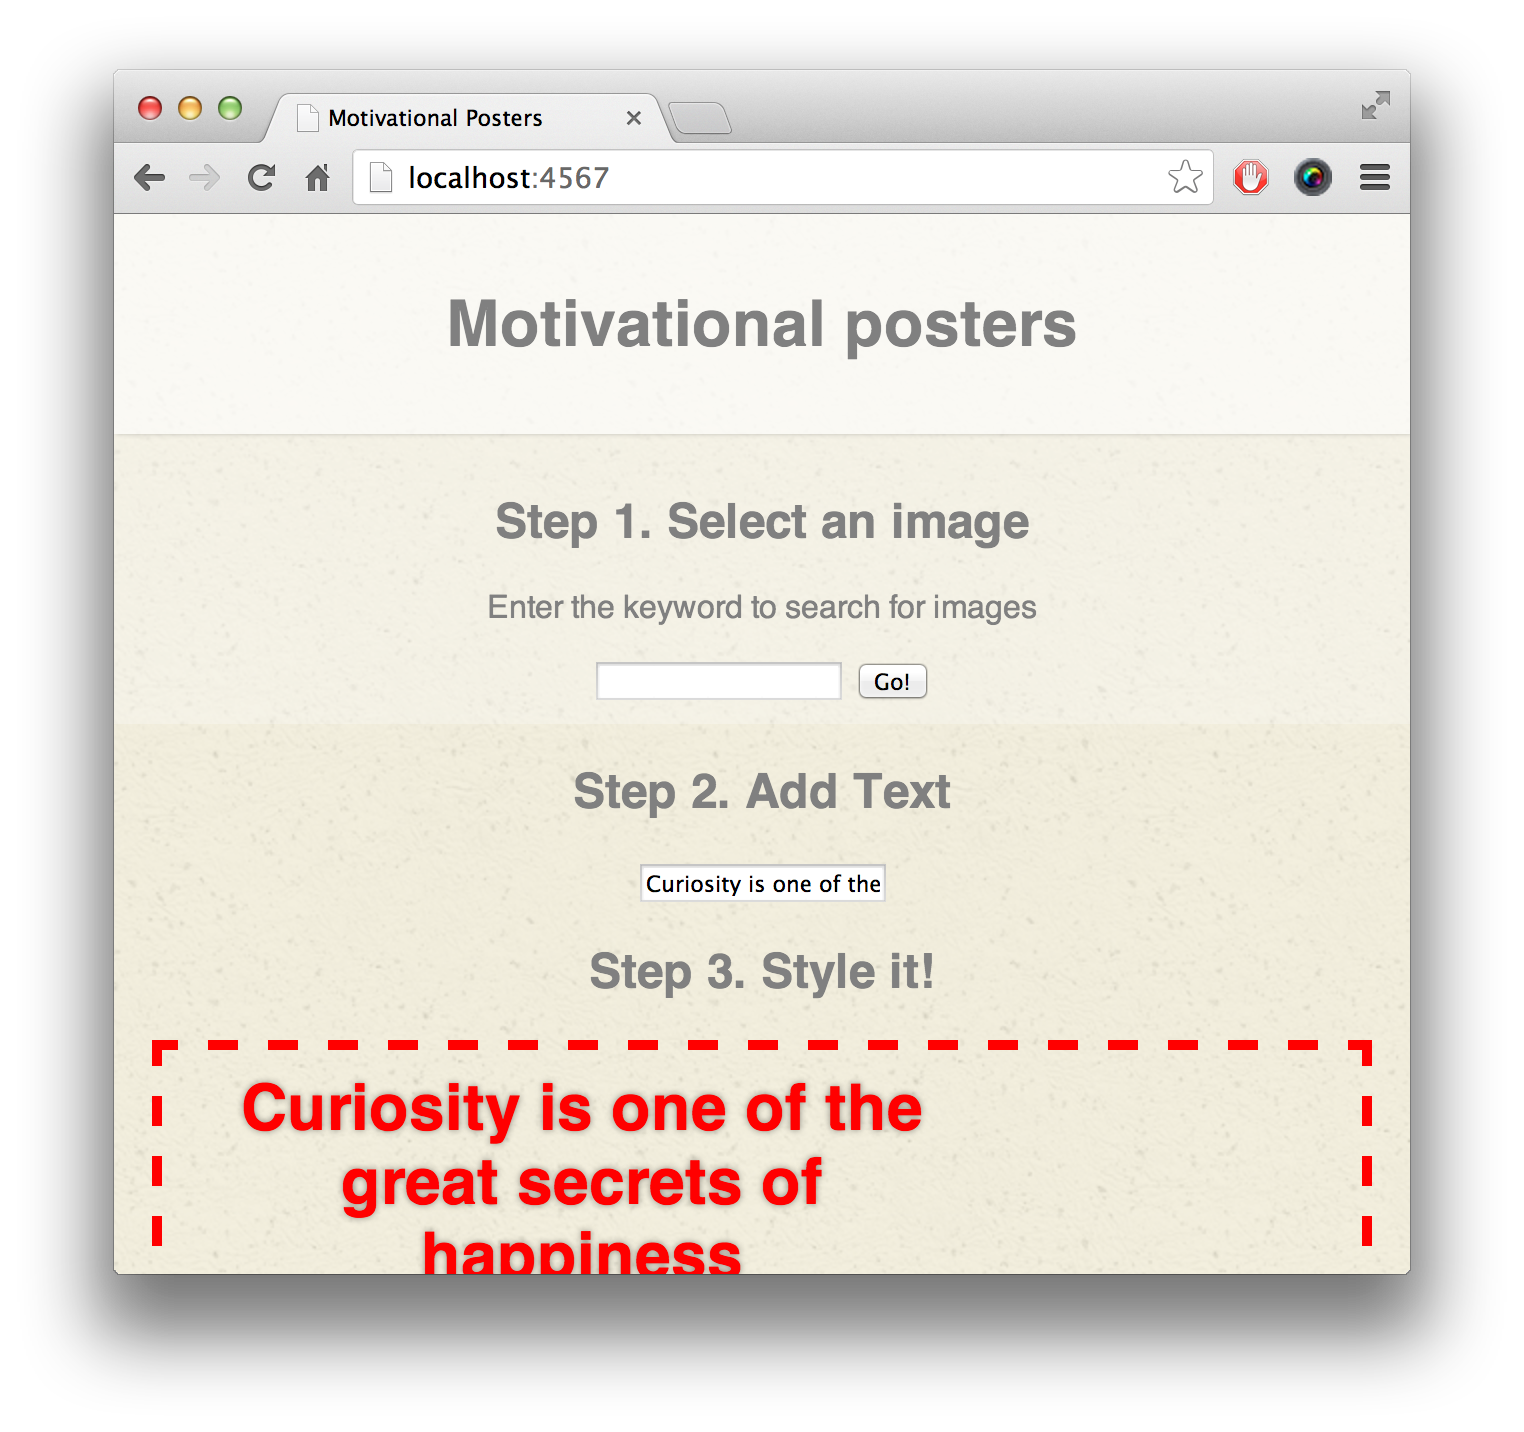 Motivational Posters
localhost:4567
Motivational posters
Step 1. Select an image
Enter the keyword to search for images
Go!
Step 2. Add Text
Curiosity is one of the
Step 3. Style it!
Curiosity is one of the
great secrets of
happiness